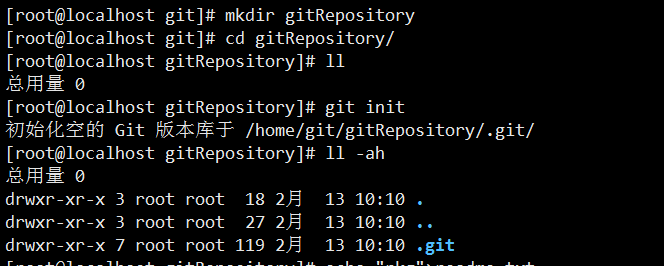 [root@localhost git]# mkdir gitRepository
[root@localhost git]# cd gitRepository/
[root@localhost gitRepository]# ll
总用量 0
[root@localhost gitRepository]# git init
初始化空的 Git 版本库于 /home/git/gitRepository/.git/
[root@localhost gitRepository]# ll -ah
总用量 0
drwxr-xr-x 3 root root  18 2月  13 10:10 .
drwxr-xr-x 3 root root  27 2月  13 10:10 ..
drwxr-xr-x 7 root root 119 2月  13 10:10 .git
[root@localhost gitRepository]# echo